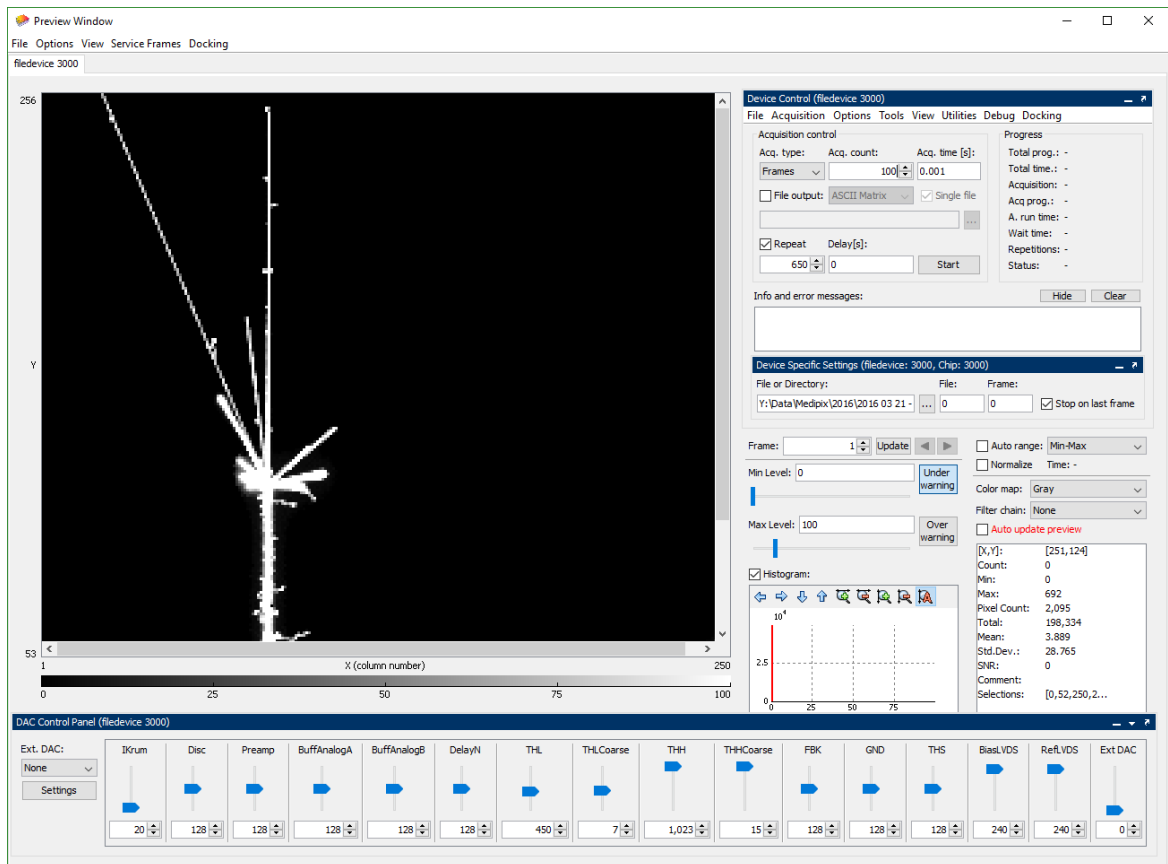 Preview Window
File Options View Service Frames Docking
filedevice 3000
256
Y
53
1 X (column number) 250
0 25 50 75 100
Device Control (filedevice 3000)
File Acquisition Options Tools View Utilities Debug Docking
Acquisition control
Acq. type: Acq. count: Acq. time [s]:
Frames 100 0.001
File output: ASCII Matrix Single file
...
Repeat Delay[s]:
650 0 Start
Progress
Total prog.: -
Total time.: -
Acquisition: -
Acq prog.: -
A. run time: -
Wait time: -
Repetitions: -
Status: -
Info and error messages: Hide Clear
Device Specific Settings (filedevice: 3000, Chip: 3000)
File or Directory: File: Frame:
Y:\Data\Medipix\2016\2016 03 21 - ... 0 0 Stop on last frame
Frame: 1 Update
Min Level: 0 Under warning
Max Level: 100 Over warning
Histogram:
10^4
2.5
0
0 25 50 75
Auto range: Min-Max
Normalize Time: -
Color map: Gray
Filter chain: None
Auto update preview
[X,Y]: [251,124]
Count: 0
Min: 0
Max: 692
Pixel Count: 2,095
Total: 198,334
Mean: 3.889
Std.Dev.: 28.765
SNR: 0
Comment:
Selections: [0,52,250,2...
DAC Control Panel (filedevice 3000)
Ext. DAC:
None
Settings
IKrum Disc Preamp BuffAnalogA BuffAnalogB DelayN THL THLCoarse THH THHCoarse FBK GND THS BiasLVDS RefLVDS Ext DAC
20 128 128 128 128 128 450 7 1,023 15 128 128 128 240 240 0